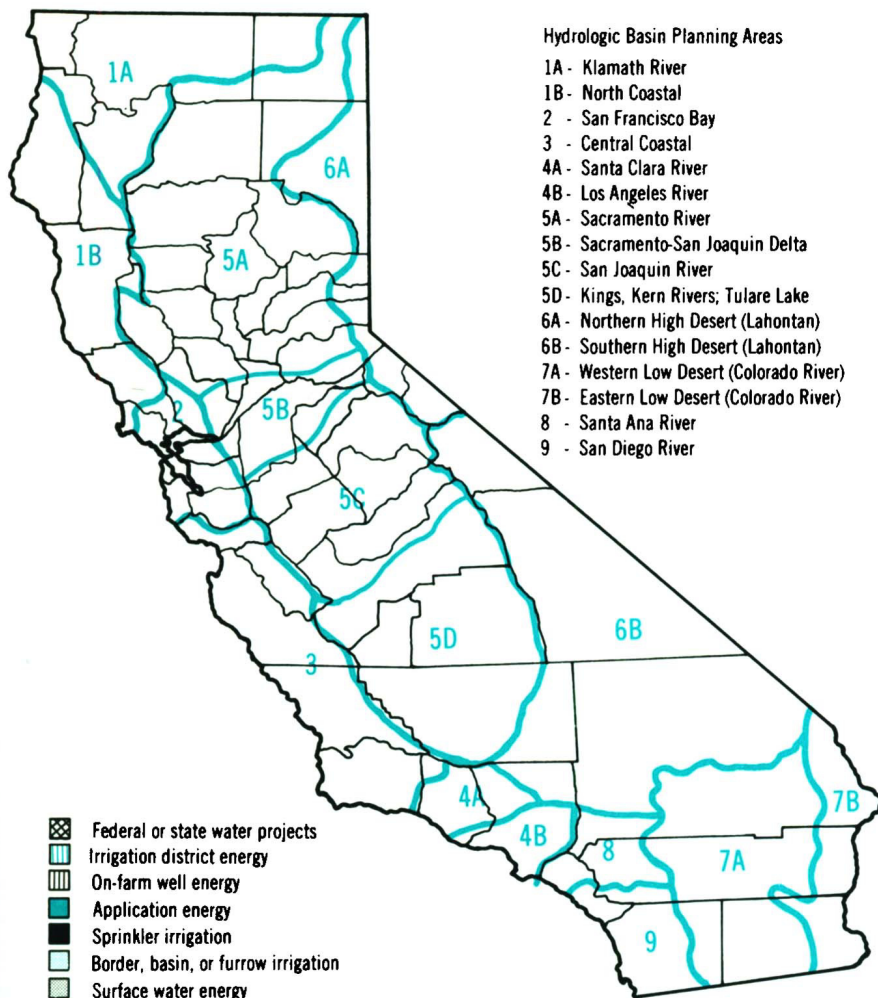 Hydrologic Basin Planning Areas
1A - Klamath River
1B - North Coastal
2 - San Francisco Bay
3 - Central Coastal
4A - Santa Clara River
4B - Los Angeles River
5A - Sacramento River
5B - Sacramento-San Joaquin Delta
5C - San Joaquin River
5D - Kings, Kern Rivers; Tulare Lake
6A - Northern High Desert (Lahontan)
6B - Southern High Desert (Lahontan)
7A - Western Low Desert (Colorado River)
7B - Eastern Low Desert (Colorado River)
8 - Santa Ana River
9 - San Diego River
1A
6A
1B
5A
2
5B
5C
5D
6B
3
4A
7B
4B
8
7A
9
Federal or state water projects
Irrigation district energy
On-farm well energy
Application energy
Sprinkler irrigation
Border, basin, or furrow irrigation
Surface water energy